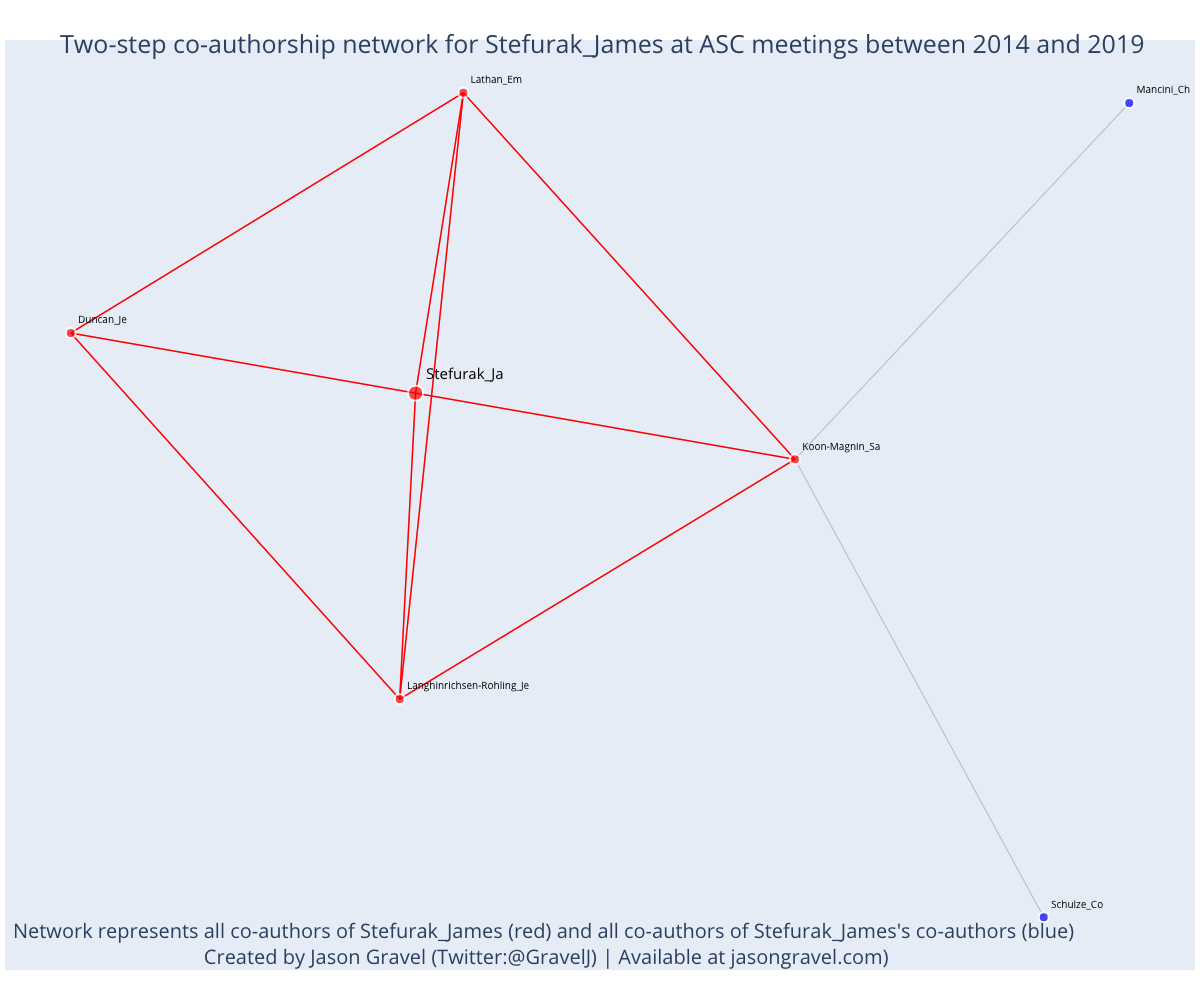 Two-step co-authorship network for Stefurak_James at ASC meetings between 2014 and 2019
Lathan_Em
Mancini_Ch
Duncan_Je
Stefurak_Ja
Koon-Magnin_Sa
Langhinrichsen-Rohling_Je
Schulze_Co
Network represents all co-authors of Stefurak_James (red) and all co-authors of Stefurak_James's co-authors (blue)
Created by Jason Gravel (Twitter:@GravelJ) | Available at jasongravel.com)